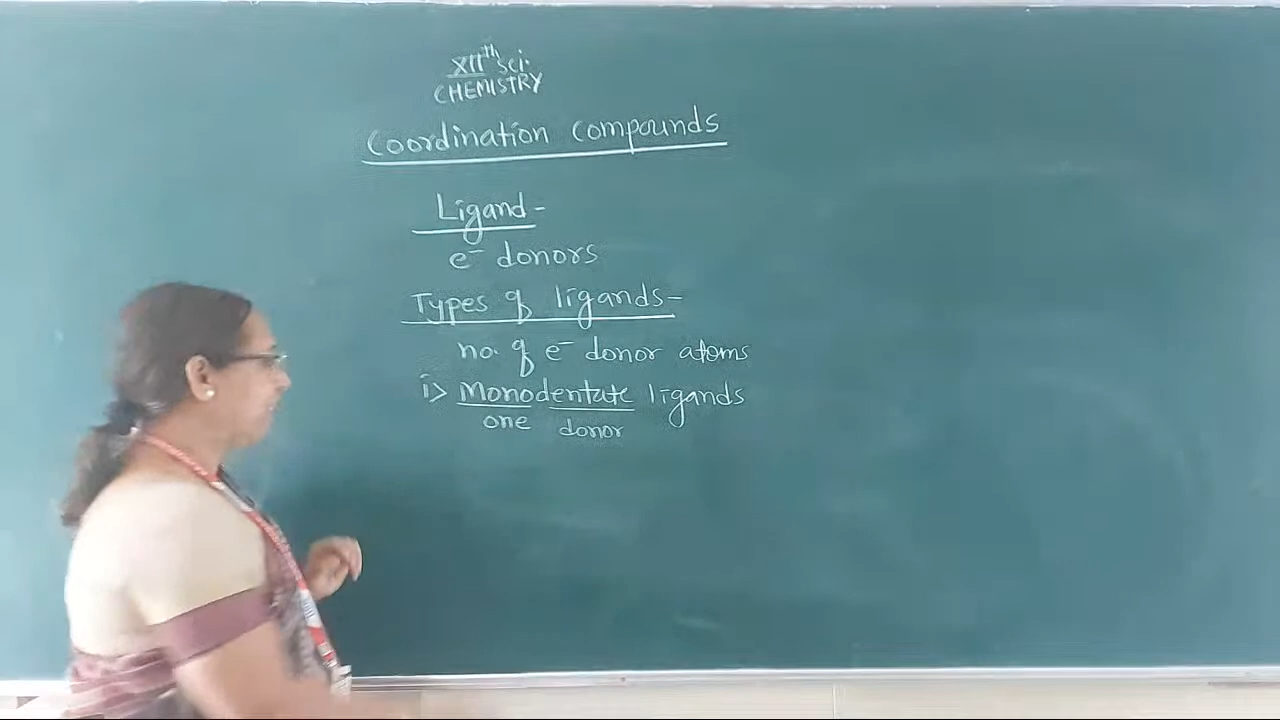 XIIth Sci.
CHEMISTRY
Coordination compounds
Ligand -
e⁻ donors
Types of ligands -
no. of e⁻ donor atoms
i> Monodentate ligands
one donor